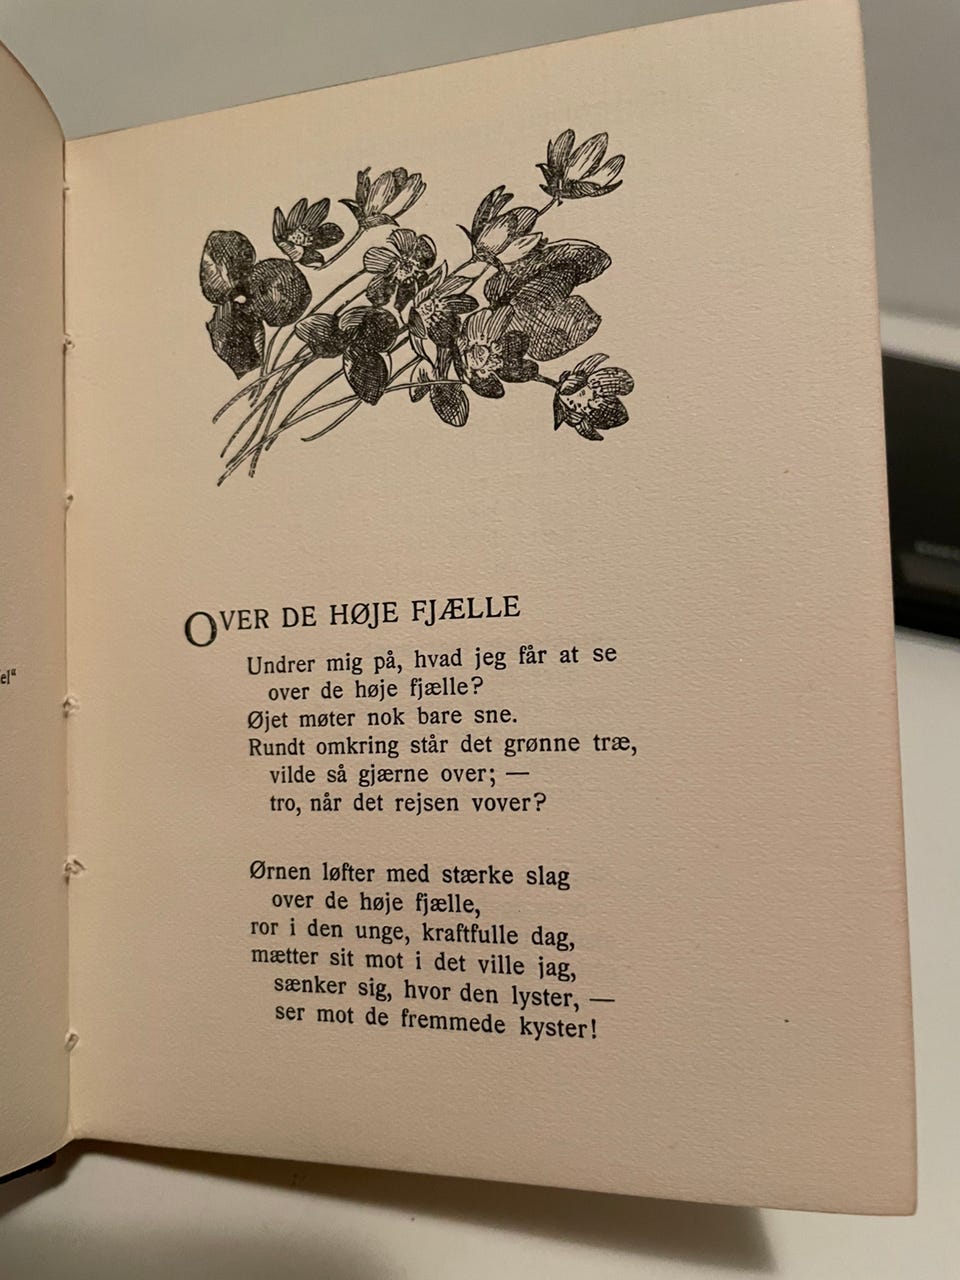 el“
OVER DE HØJE FJÆLLE
Undrer mig på, hvad jeg får at se
over de høje fjælle?
Øjet møter nok bare sne.
Rundt omkring står det grønne træ,
vilde så gjærne over; —
tro, når det rejsen vover?
Ørnen løfter med stærke slag
over de høje fjælle,
ror i den unge, kraftfulle dag,
mætter sit mot i det ville jag,
sænker sig, hvor den lyster, —
ser mot de fremmede kyster!